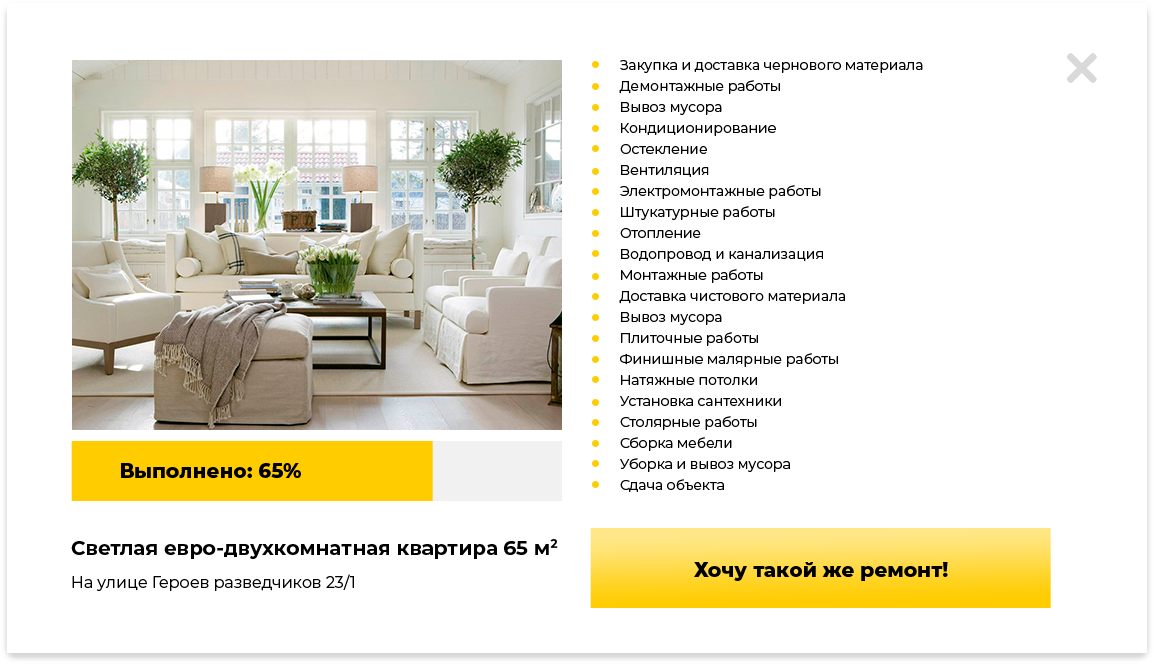 Закупка и доставка чернового материала
Демонтажные работы
Вывоз мусора
Кондиционирование
Остекление
Вентиляция
Электромонтажные работы
Штукатурные работы
Отопление
Водопровод и канализация
Монтажные работы
Доставка чистового материала
Вывоз мусора
Плиточные работы
Финишные малярные работы
Натяжные потолки
Установка сантехники
Столярные работы
Сборка мебели
Уборка и вывоз мусора
Сдача объекта
Выполнено: 65%
Светлая евро-двухкомнатная квартира 65 м²
На улице Героев разведчиков 23/1
Хочу такой же ремонт!